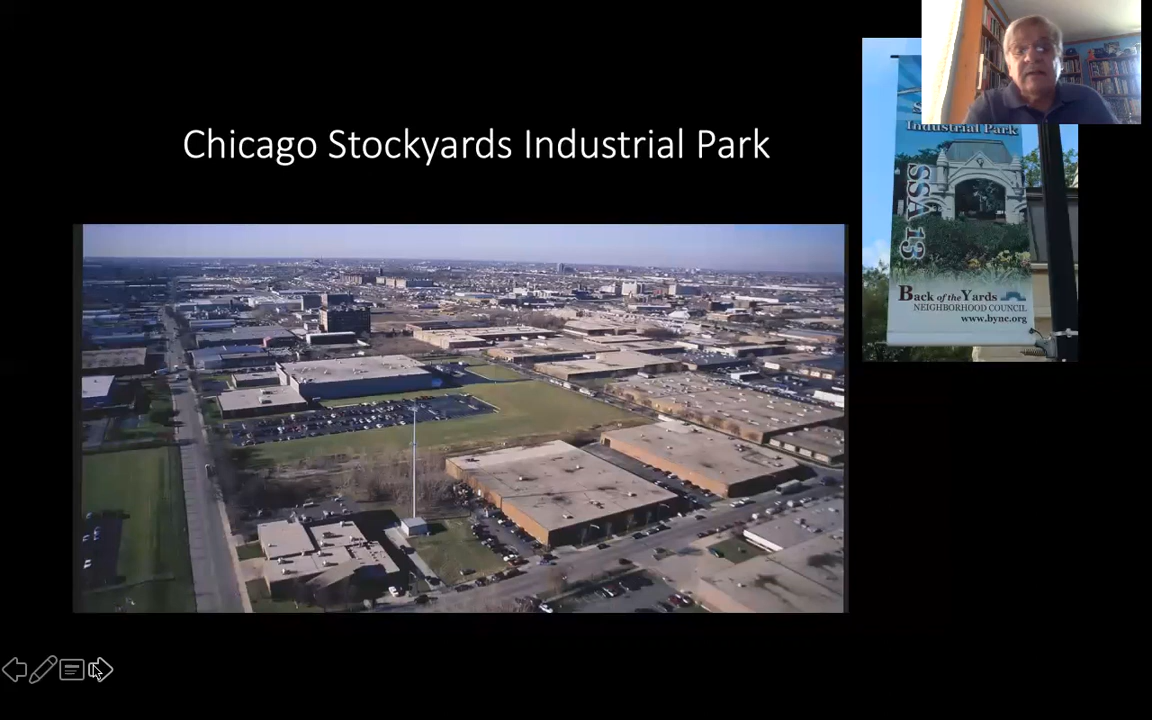 Chicago Stockyards Industrial Park
Industrial Park
SSA 13
Back of the Yards
NEIGHBORHOOD COUNCIL
www.bync.org